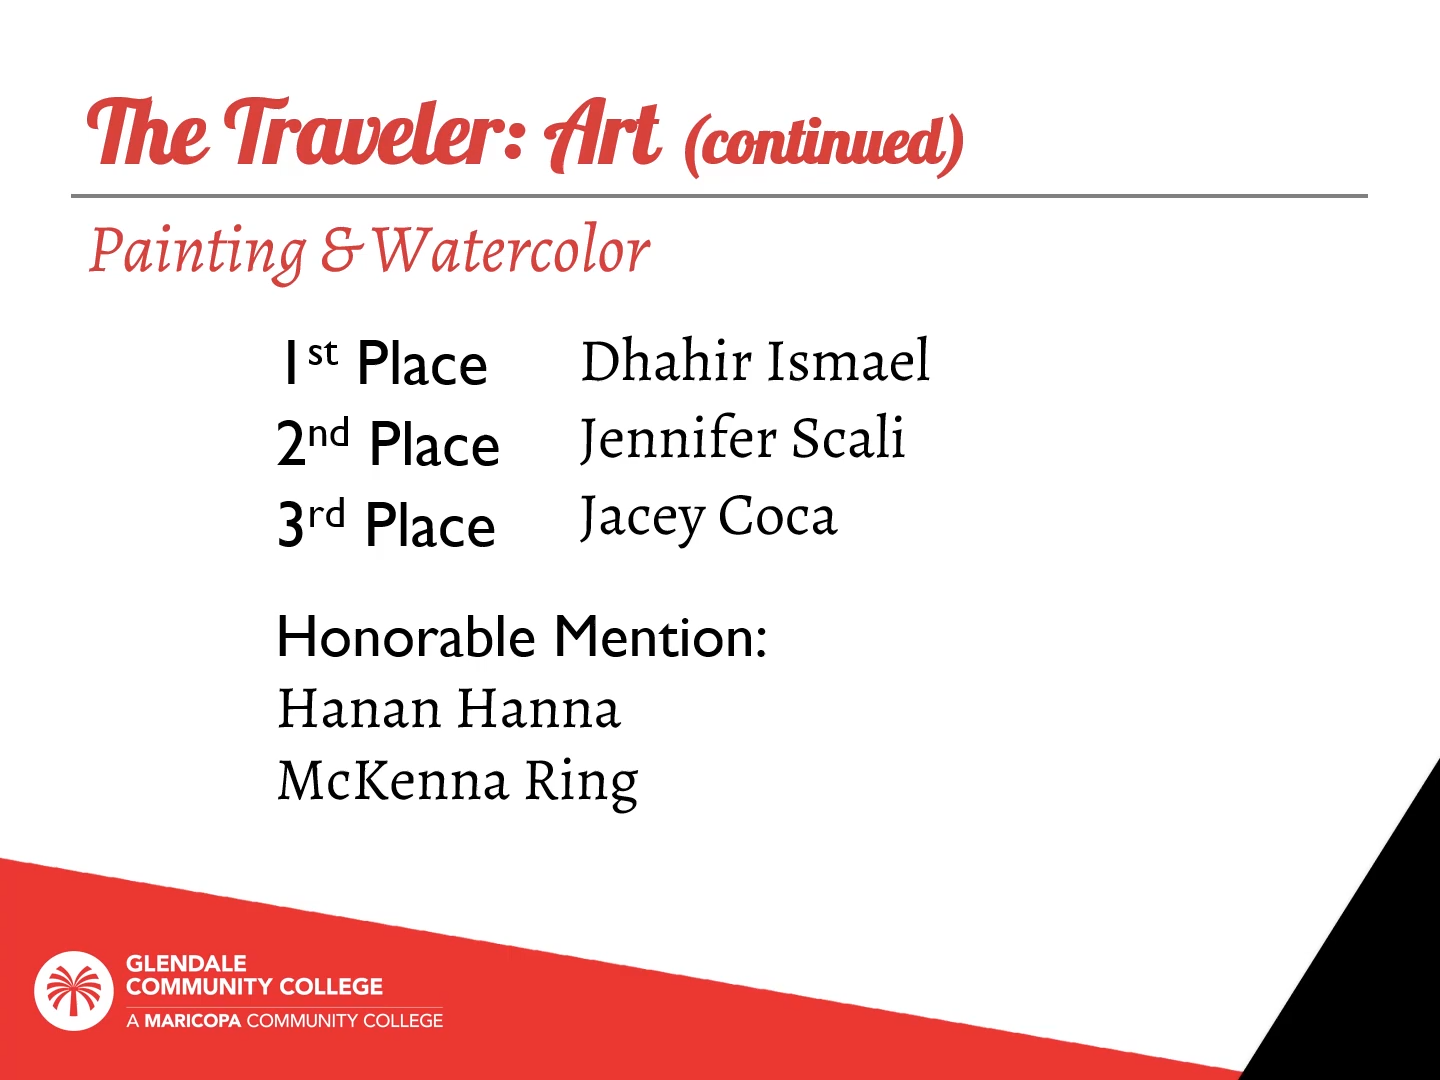 The Traveler: Art (continued)
Painting & Watercolor
1st Place Dhahir Ismael
2nd Place Jennifer Scali
3rd Place Jacey Coca
Honorable Mention:
Hanan Hanna
McKenna Ring
GLENDALE
COMMUNITY COLLEGE
A MARICOPA COMMUNITY COLLEGE